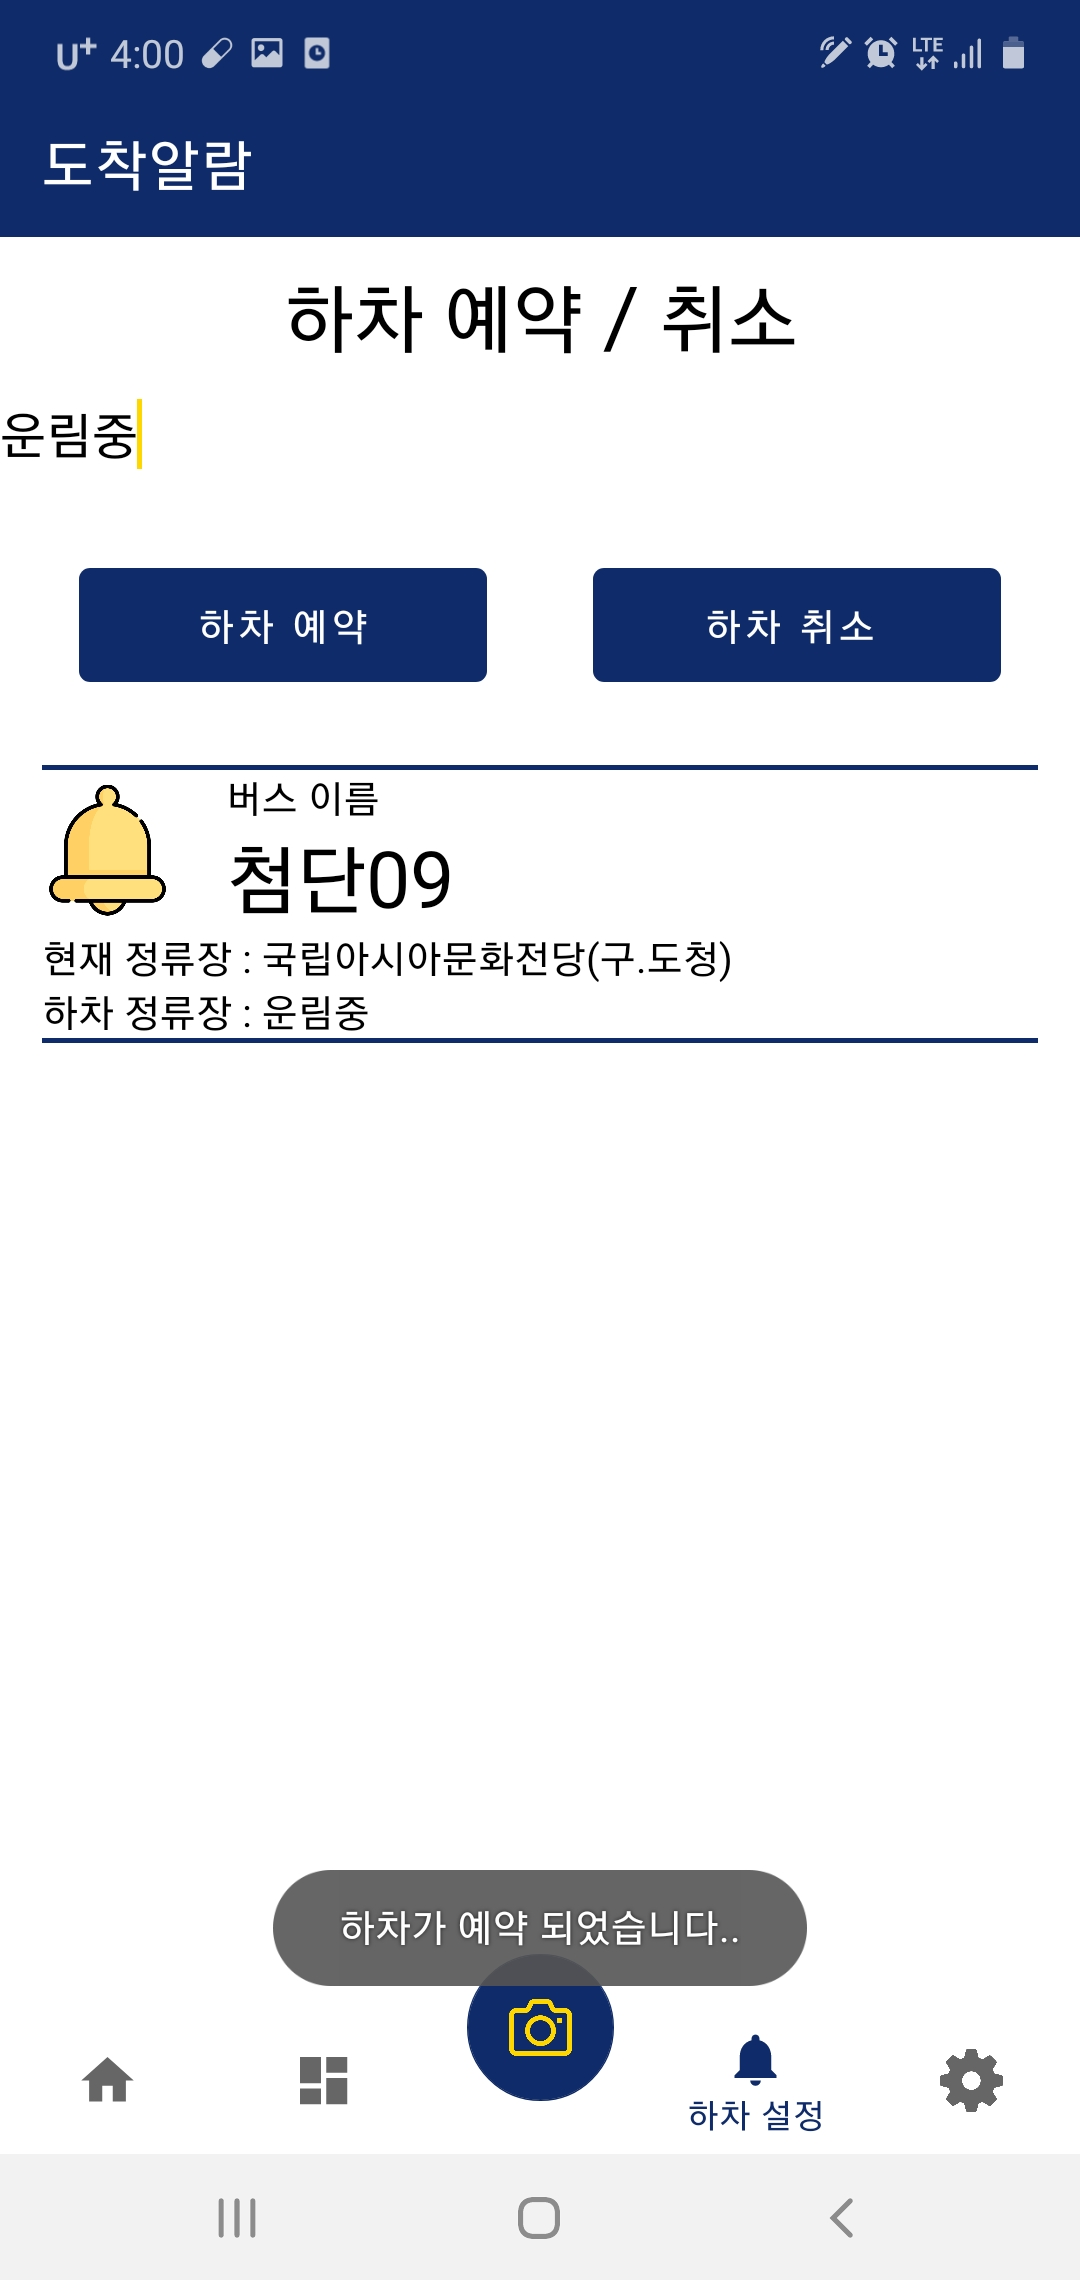 U+ 4:00 LTE
도착알람
하차 예약 / 취소
운림중
하차 예약 하차 취소
버스 이름
첨단09
현재 정류장 : 국립아시아문화전당(구.도청)
하차 정류장 : 운림중
하차가 예약 되었습니다..
하차 설정